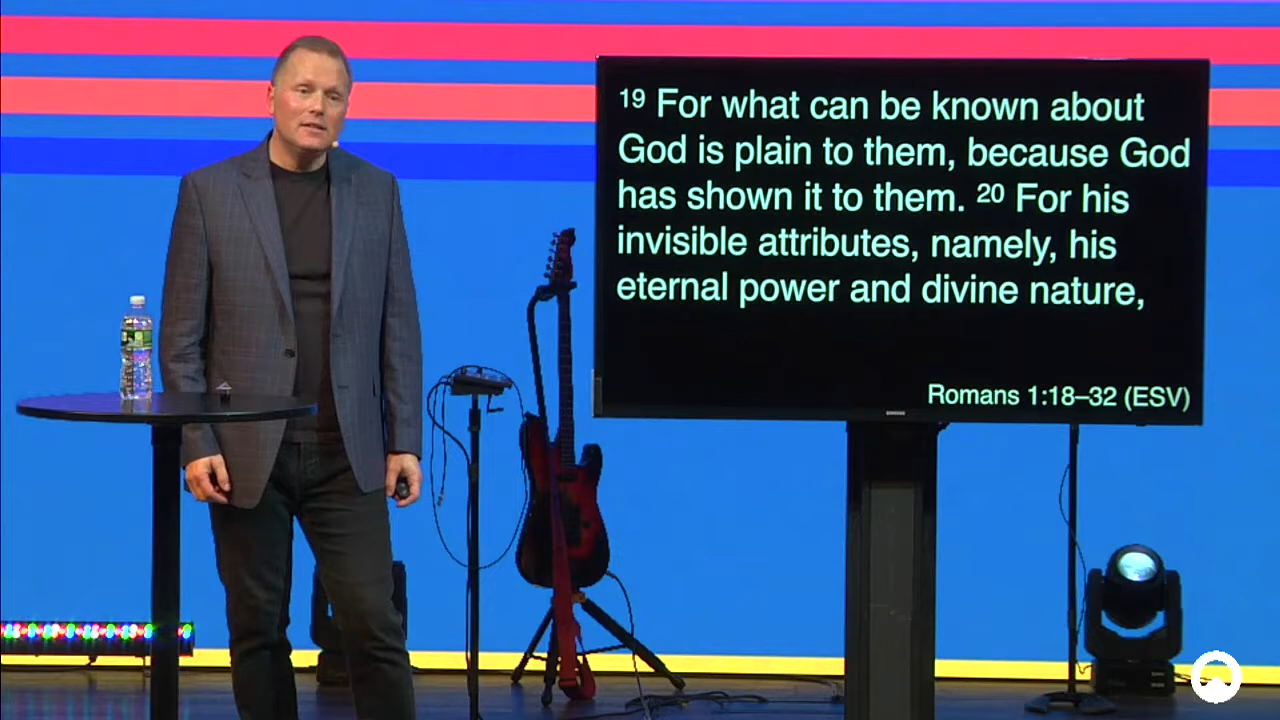 19 For what can be known about
God is plain to them, because God
has shown it to them. 20 For his
invisible attributes, namely, his
eternal power and divine nature,
Romans 1:18–32 (ESV)